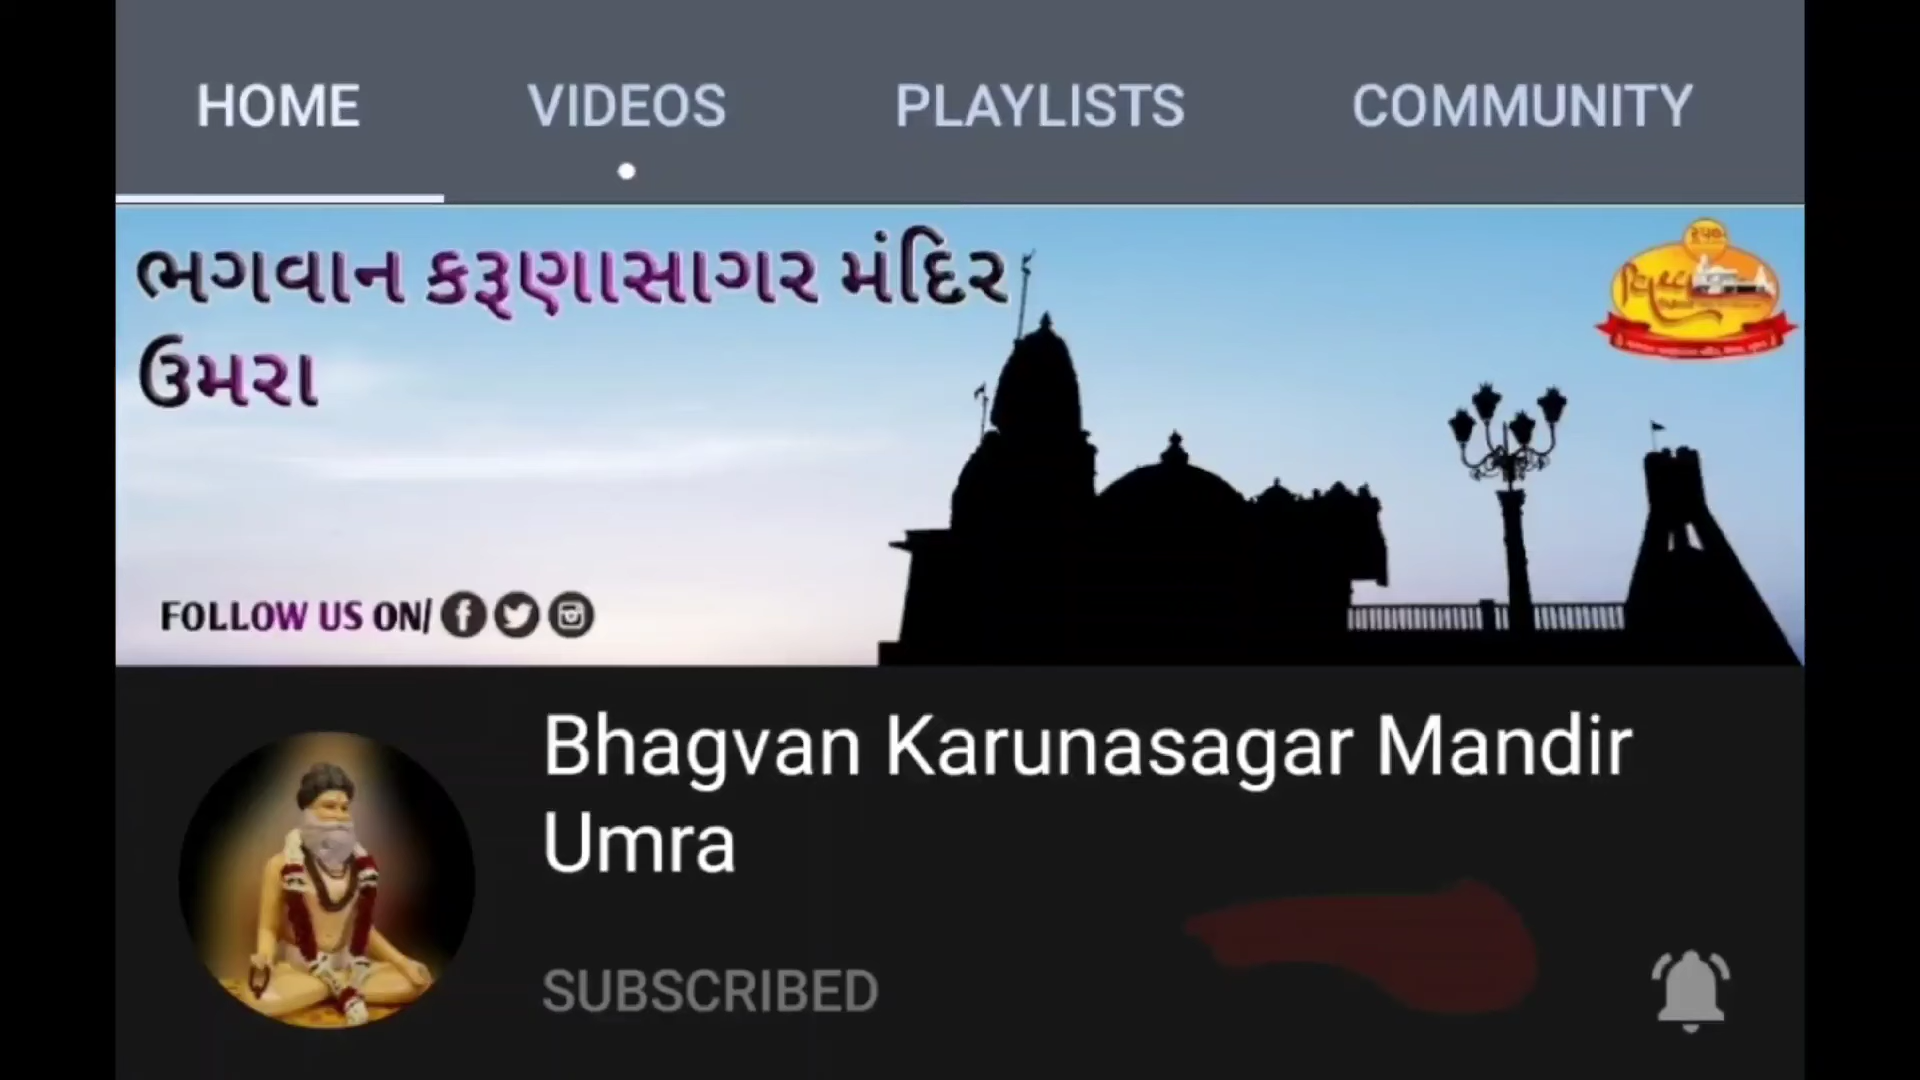 HOME VIDEOS PLAYLISTS COMMUNITY
ભગવાન કરૂણાસાગર મંદિર
ઉમરા
FOLLOW US ON/
Bhagvan Karunasagar Mandir
Umra
SUBSCRIBED